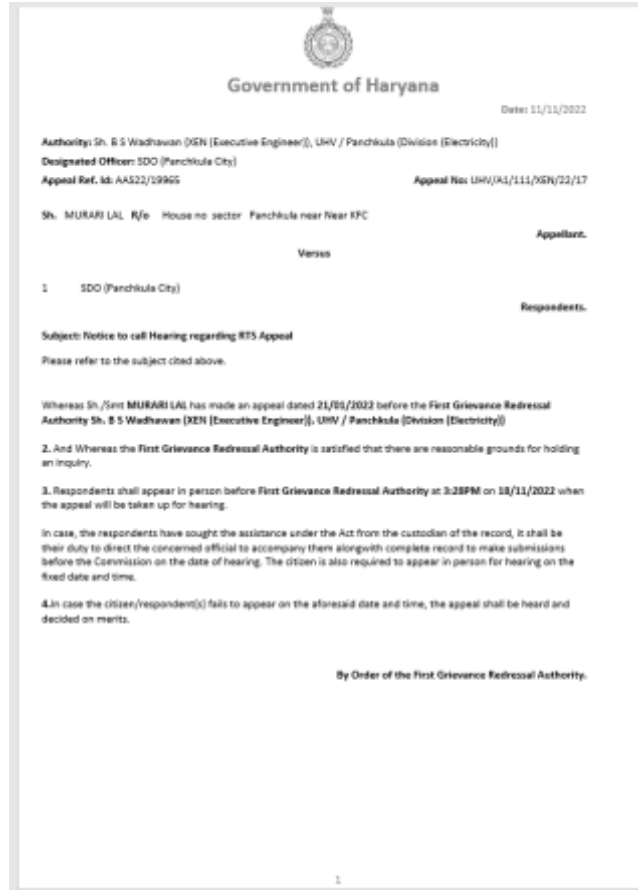 Government of Haryana
Date: 11/11/2022
Authority: Sh. B S Wadhawan (XEN (Executive Engineer)), UHV / Panchkula (Division (Electricity))
Designated Officer: SDO (Panchkula City)
Appeal Ref. Id: AAS22/19965 Appeal No: UHV/A1/111/XEN/22/17
Sh. MURARI LAL R/o House no sector Panchkula near Near KFC
Appellant.
Versus
1 SDO (Panchkula City)
Respondents.
Subject: Notice to call Hearing regarding RTS Appeal
Please refer to the subject cited above.
Whereas Sh./Smt MURARI LAL has made an appeal dated 21/01/2022 before the First Grievance Redressal
Authority Sh. B S Wadhawan (XEN (Executive Engineer)), UHV / Panchkula (Division (Electricity))
2. And Whereas the First Grievance Redressal Authority is satisfied that there are reasonable grounds for holding
an inquiry.
3. Respondents shall appear in person before First Grievance Redressal Authority at 3:28PM on 18/11/2022 when
the appeal will be taken up for hearing.
In case, the respondents have sought the assistance under the Act from the custodian of the record, it shall be
their duty to direct the concerned official to accompany them alongwith complete record to make submissions
before the Commission on the date of hearing. The citizen is also required to appear in person for hearing on the
fixed date and time.
4.In case the citizen/respondent(s) fails to appear on the aforesaid date and time, the appeal shall be heard and
decided on merits.
By Order of the First Grievance Redressal Authority.
1